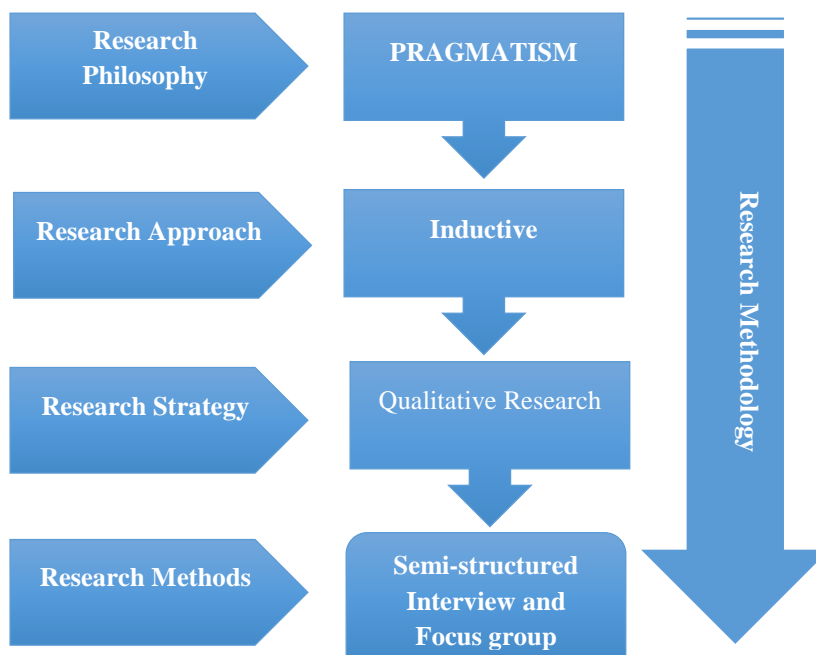 Research
Philosophy
PRAGMATISM
Research Approach
Inductive
Research Strategy
Qualitative Research
Research Methods
Semi-structured
Interview and
Focus group
Research Methodology